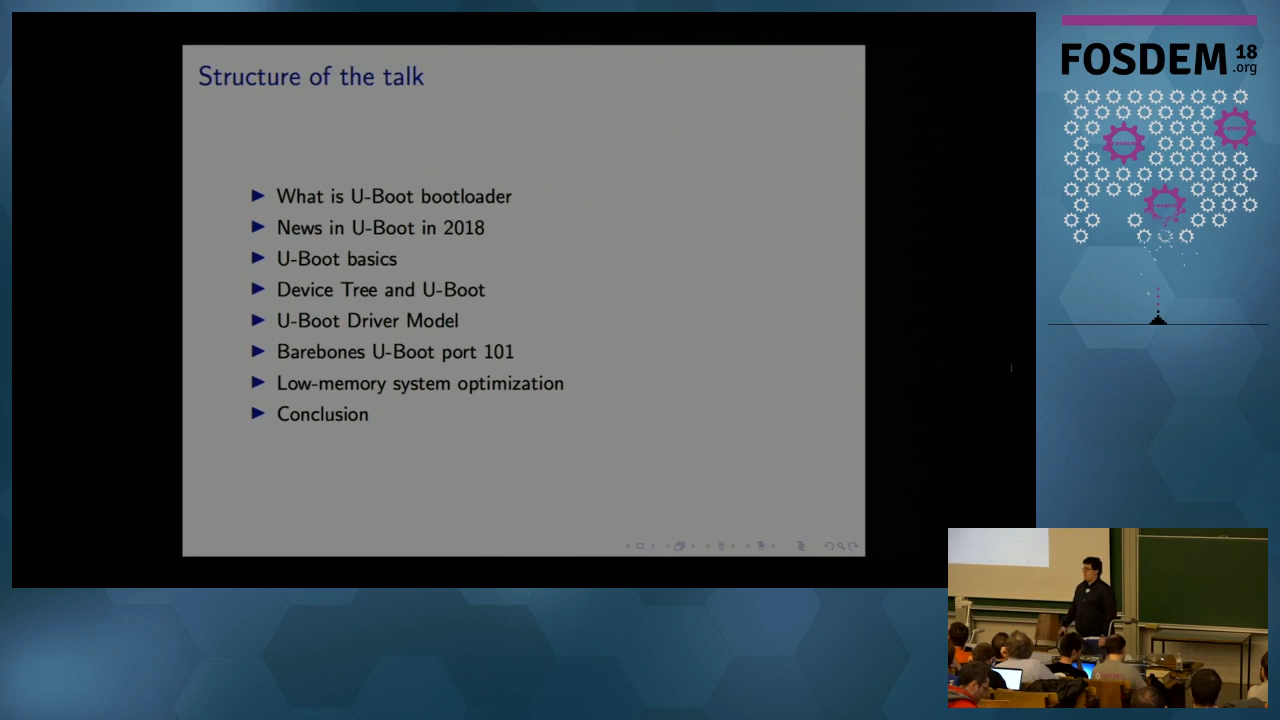 Structure of the talk
What is U-Boot bootloader
News in U-Boot in 2018
U-Boot basics
Device Tree and U-Boot
U-Boot Driver Model
Barebones U-Boot port 101
Low-memory system optimization
Conclusion
FOSDEM 18
.org